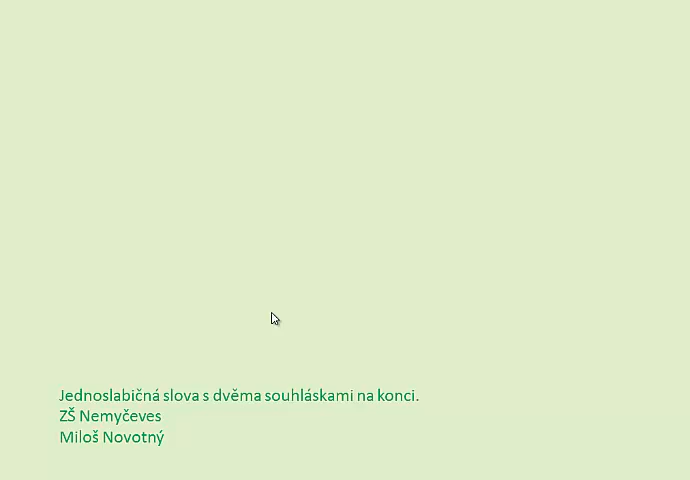 Jednoslabičná slova s dvěma souhláskami na konci.
ZŠ Nemyčeves
Miloš Novotný